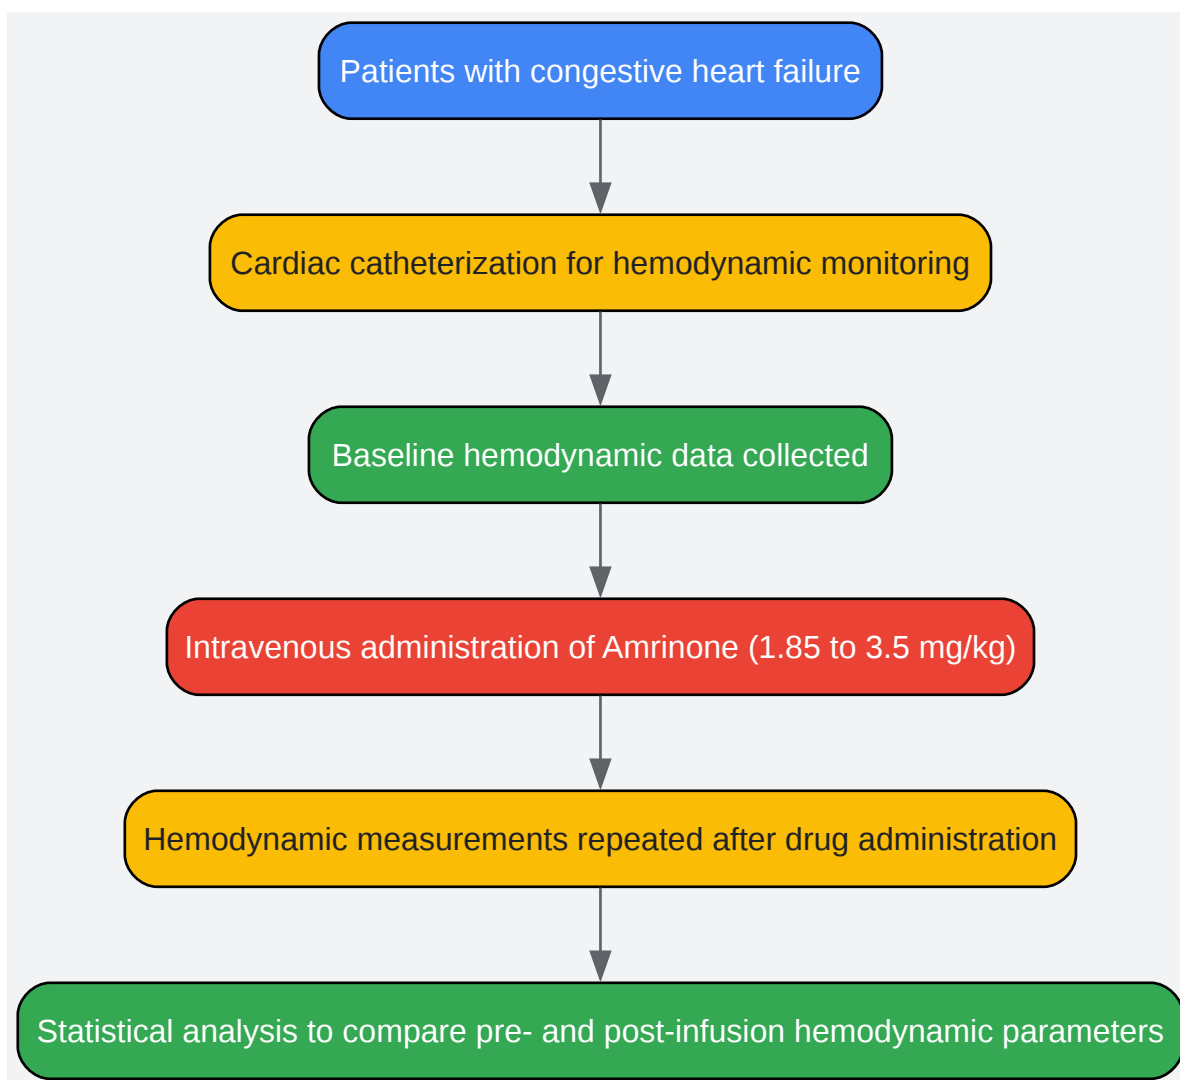 Patients with congestive heart failure
Cardiac catheterization for hemodynamic monitoring
Baseline hemodynamic data collected
Intravenous administration of Amrinone (1.85 to 3.5 mg/kg)
Hemodynamic measurements repeated after drug administration
Statistical analysis to compare pre- and post-infusion hemodynamic parameters